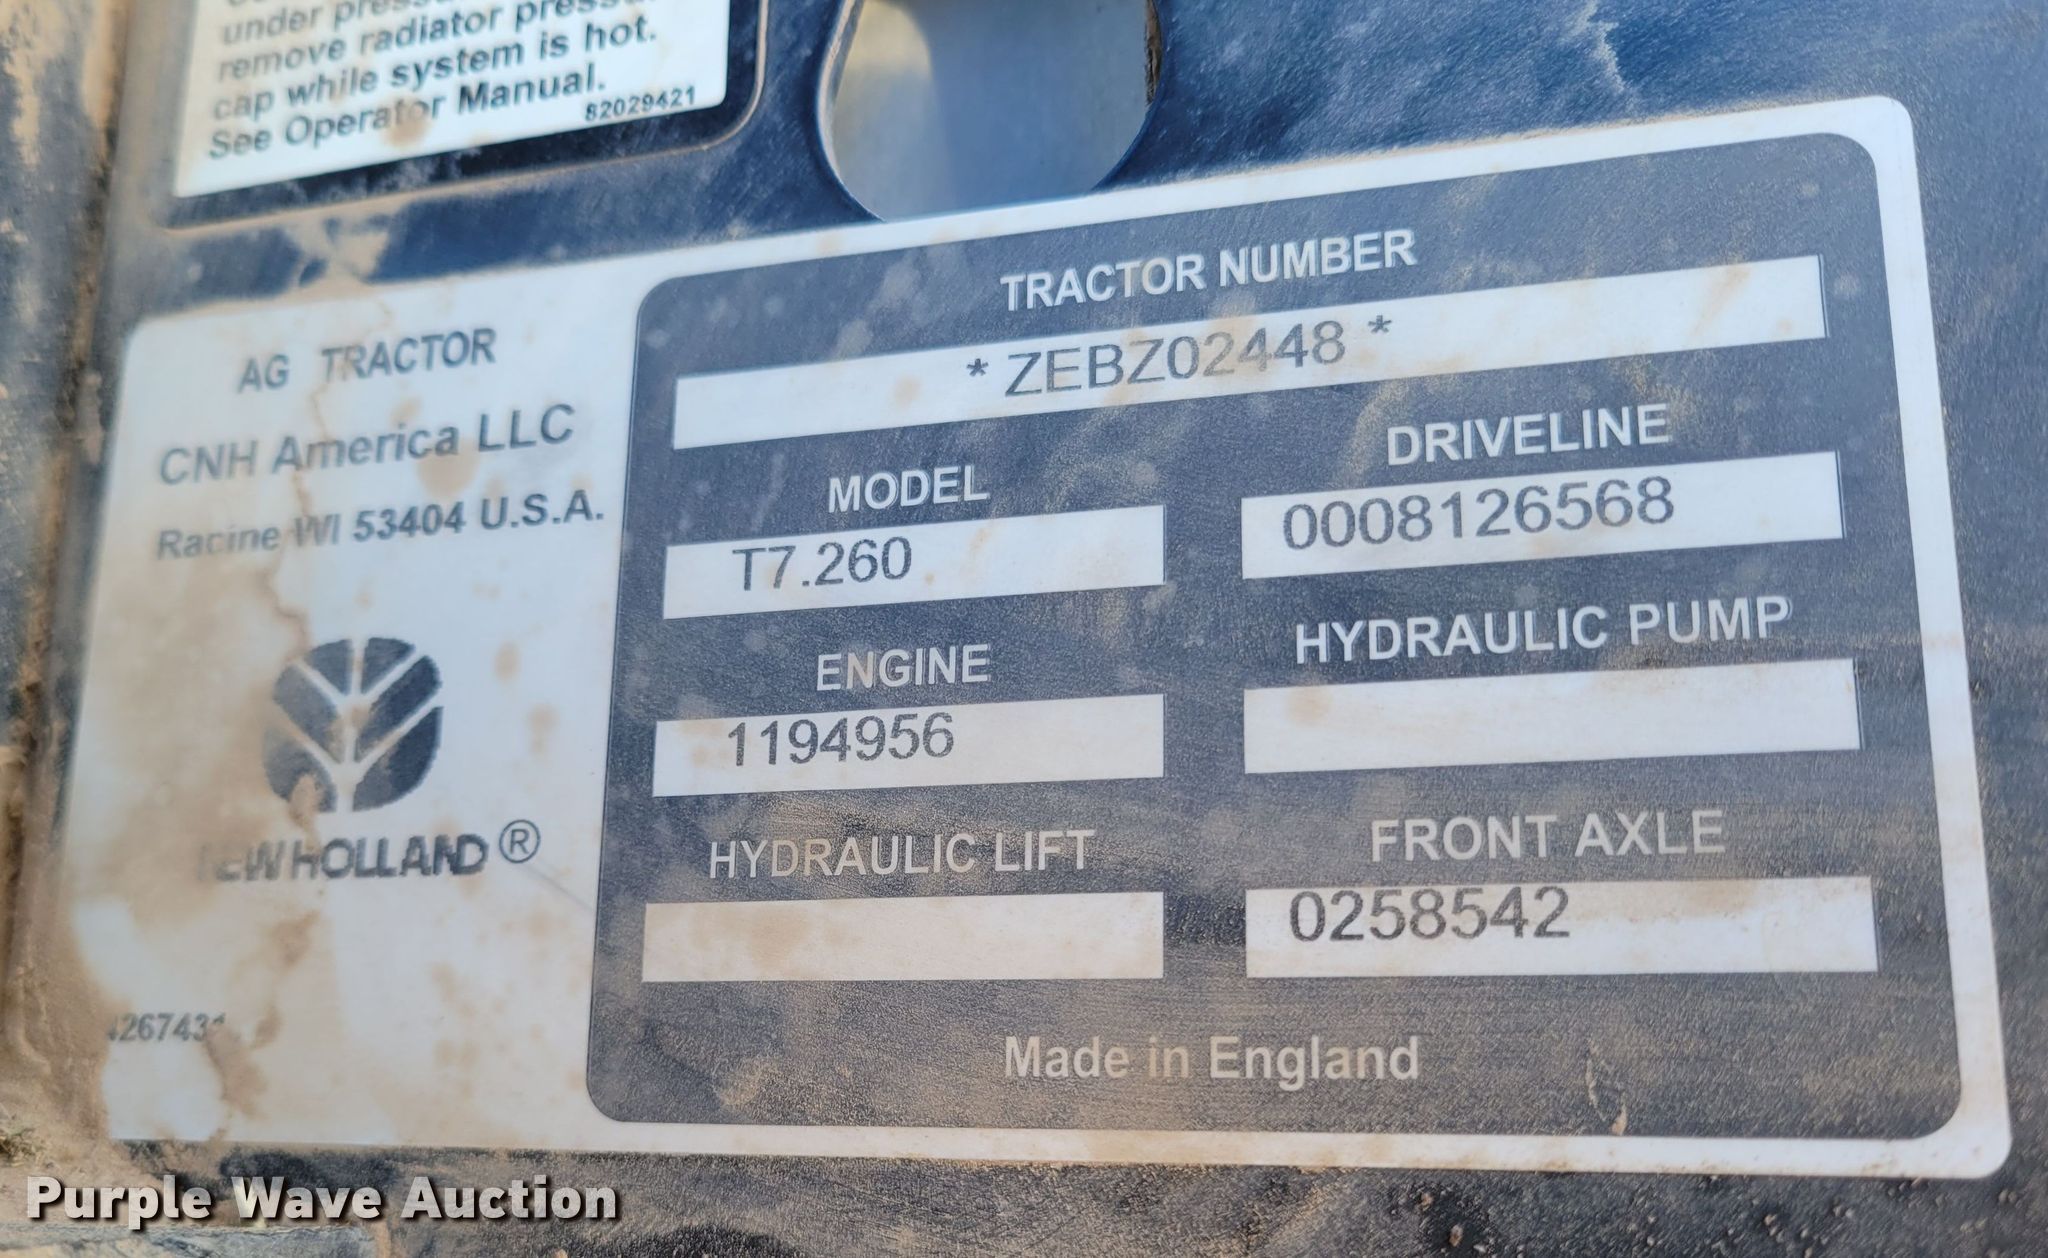 under
remove radiator
cap while system is hot.
See Operator Manual.
82029421
AG TRACTOR
CNH America LLC
Racine WI 53404 U.S.A.
NEW HOLLAND ®
TRACTOR NUMBER
* ZEBZ02448 *
MODEL
T7.260
DRIVELINE
0008126568
ENGINE
1194956
HYDRAULIC PUMP
HYDRAULIC LIFT
FRONT AXLE
0258542
Made in England
Purple Wave Auction